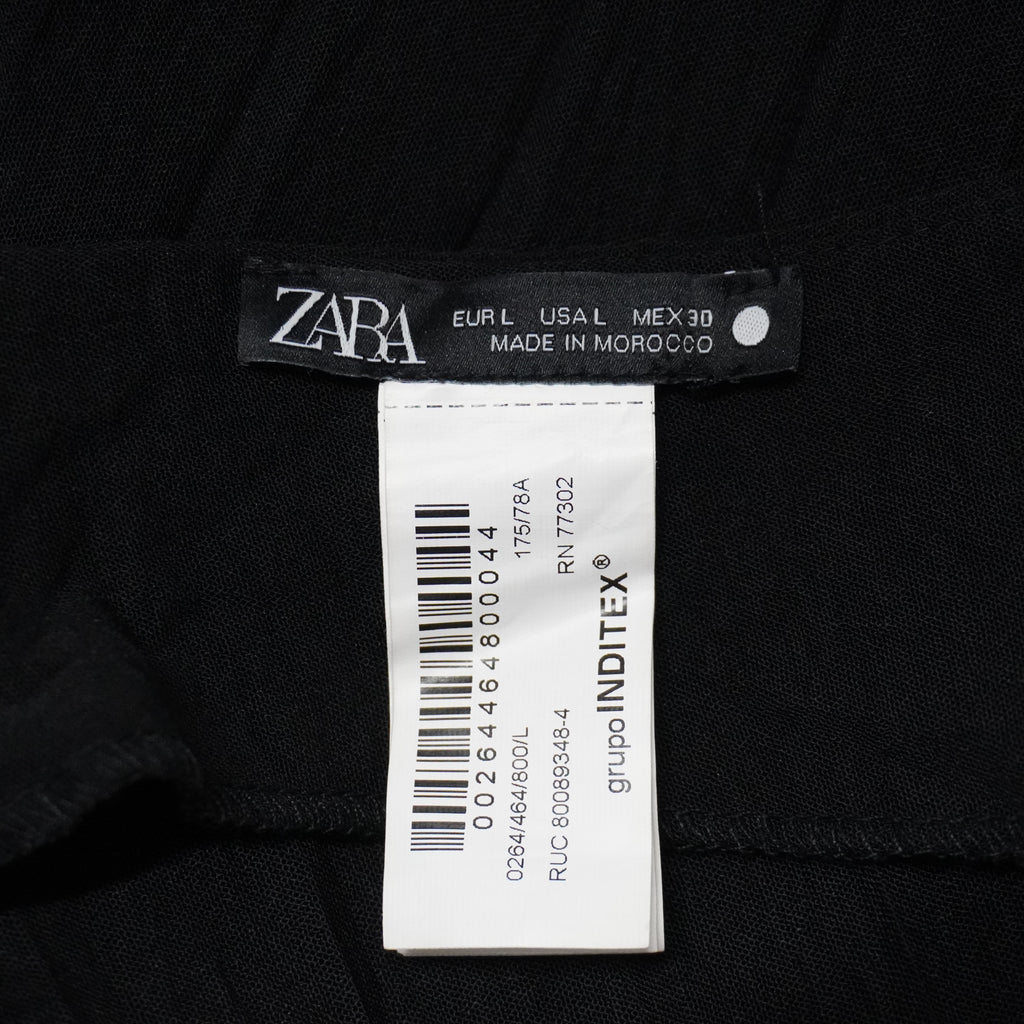 ZARA
EUR L USA L MEX 30
MADE IN MOROCCO
00264464800044
0264/464/800/L 175/78A
RUC 80089348-4 RN 77302
grupo INDITEX®